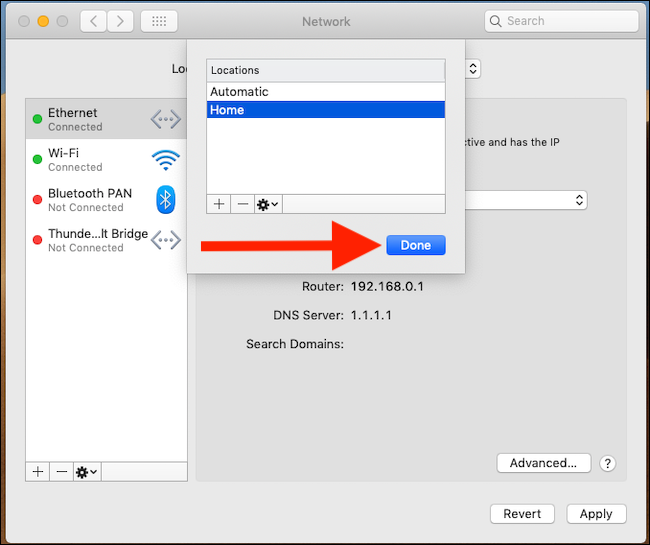 Network
Search
Loc
Locations
Automatic
Home
Done
Ethernet
Connected
Wi-Fi
Connected
Bluetooth PAN
Not Connected
Thunde...lt Bridge
Not Connected
ctive and has the IP
Router: 192.168.0.1
DNS Server: 1.1.1.1
Search Domains:
Advanced...
?
Revert
Apply